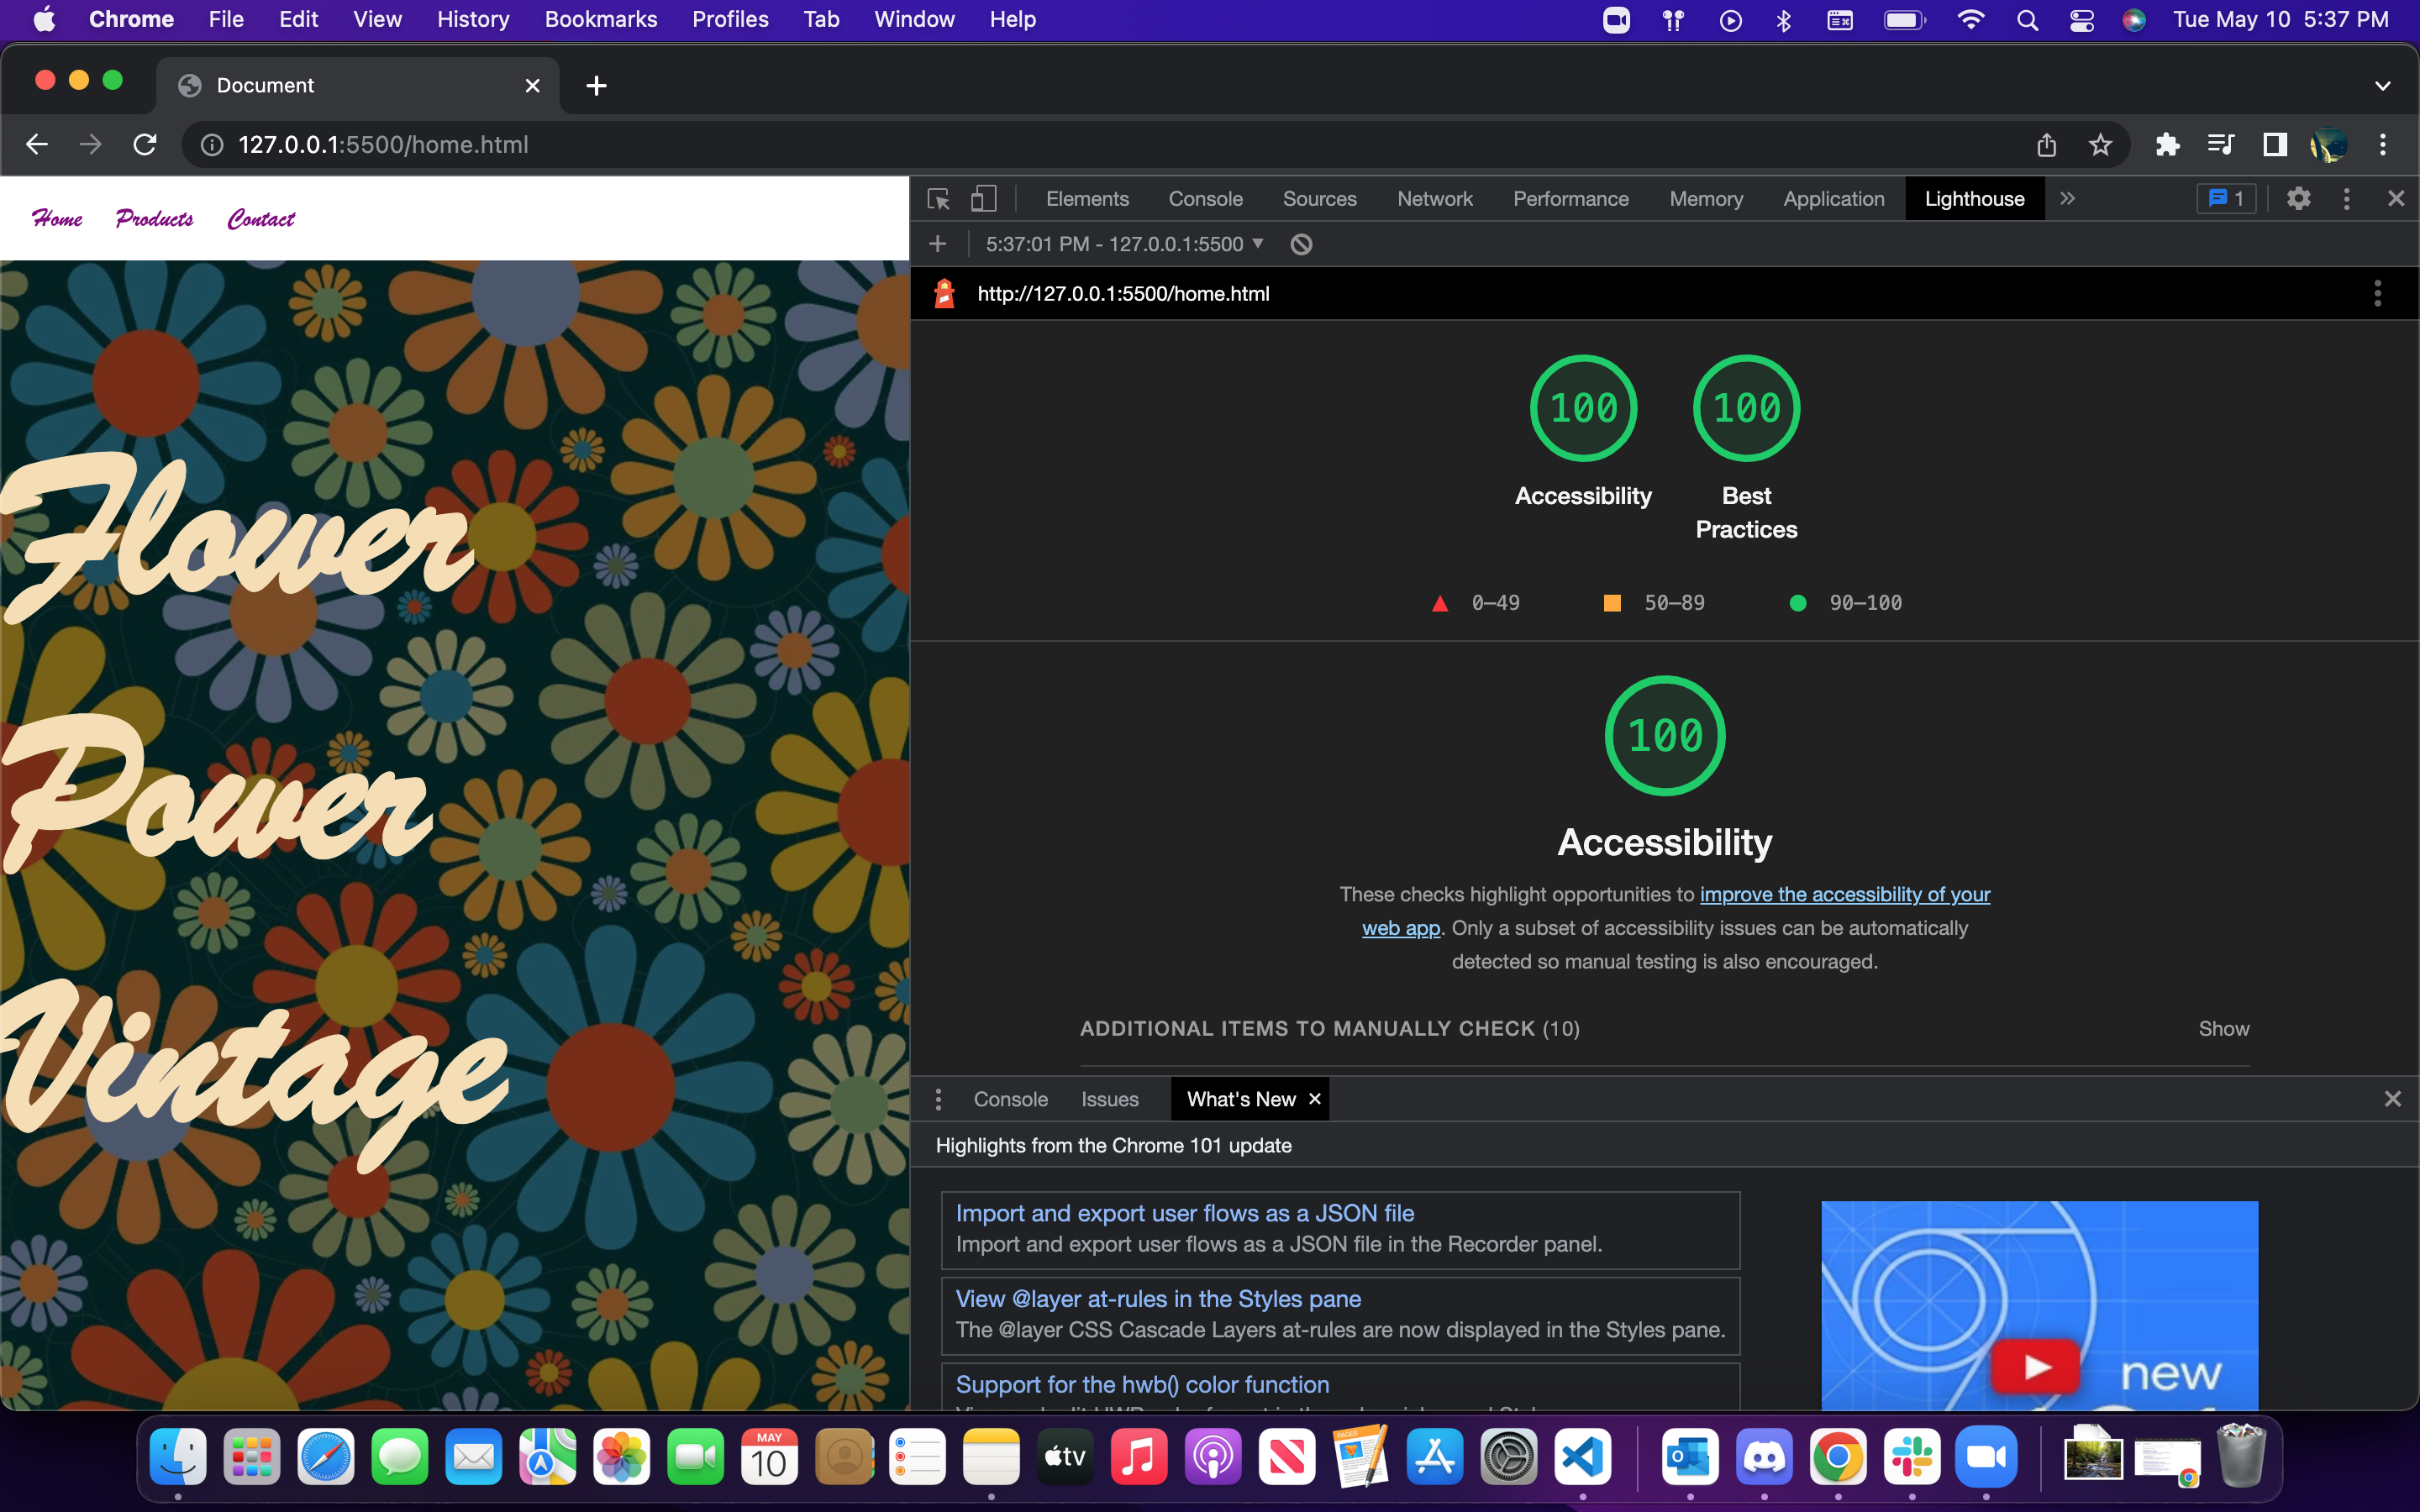 Chrome File Edit View History Bookmarks Profiles Tab Window Help Tue May 10 5:37 PM
Document
127.0.0.1:5500/home.html
Home Products Contact
Flower
Power
Vintage
Elements Console Sources Network Performance Memory Application Lighthouse 1
5:37:01 PM - 127.0.0.1:5500
http://127.0.0.1:5500/home.html
100 100
Accessibility Best
Practices
0–49 50–89 90–100
100
Accessibility
These checks highlight opportunities to improve the accessibility of your
web app. Only a subset of accessibility issues can be automatically
detected so manual testing is also encouraged.
ADDITIONAL ITEMS TO MANUALLY CHECK (10) Show
Console Issues What's New
Highlights from the Chrome 101 update
Import and export user flows as a JSON file
Import and export user flows as a JSON file in the Recorder panel.
View @layer at-rules in the Styles pane
The @layer CSS Cascade Layers at-rules are now displayed in the Styles pane.
Support for the hwb() color function
new
MAY
10
tv
PAGES